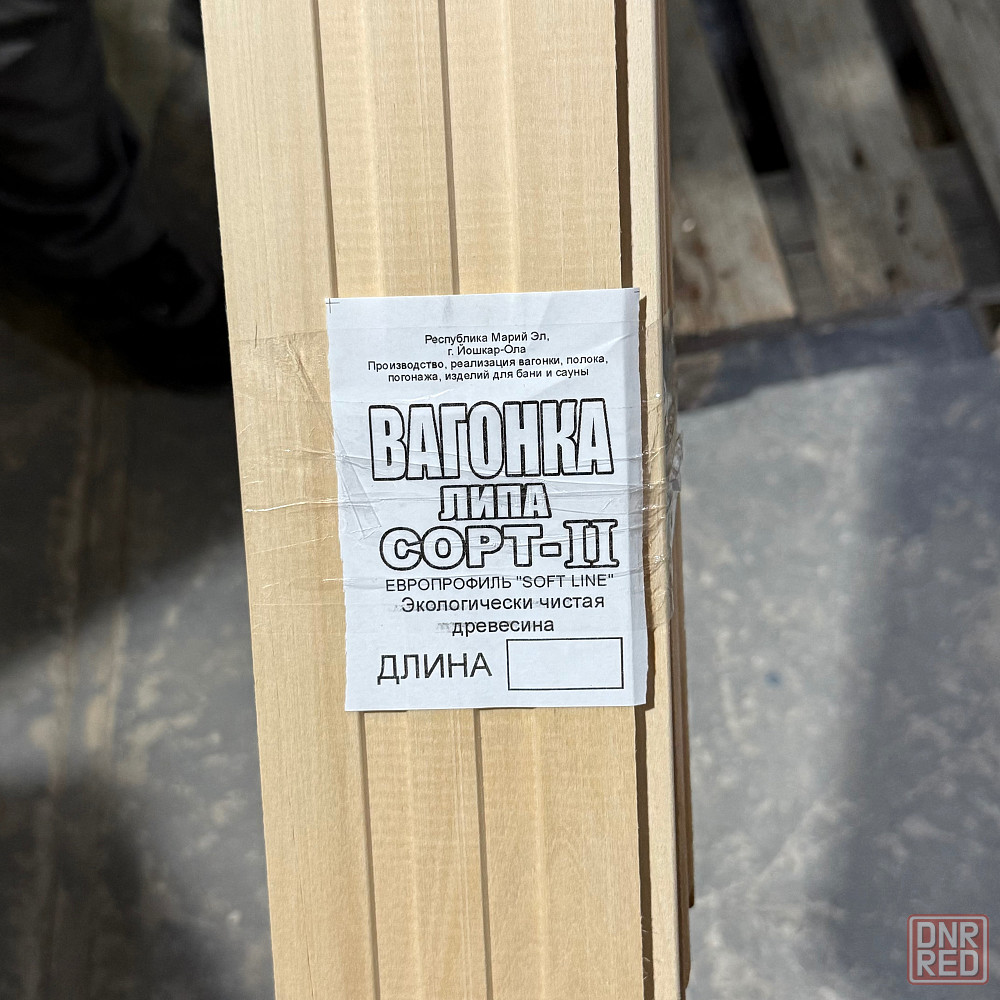 Республика Марий Эл,
г. Йошкар-Ола
Производство, реализация вагонки, полока,
погонажа, изделий для бани и сауны
ВАГОНКА
ЛИПА
СОРТ-II
ЕВРОПРОФИЛЬ "SOFT LINE"
Экологически чистая
древесина
ДЛИНА
DNR
RED